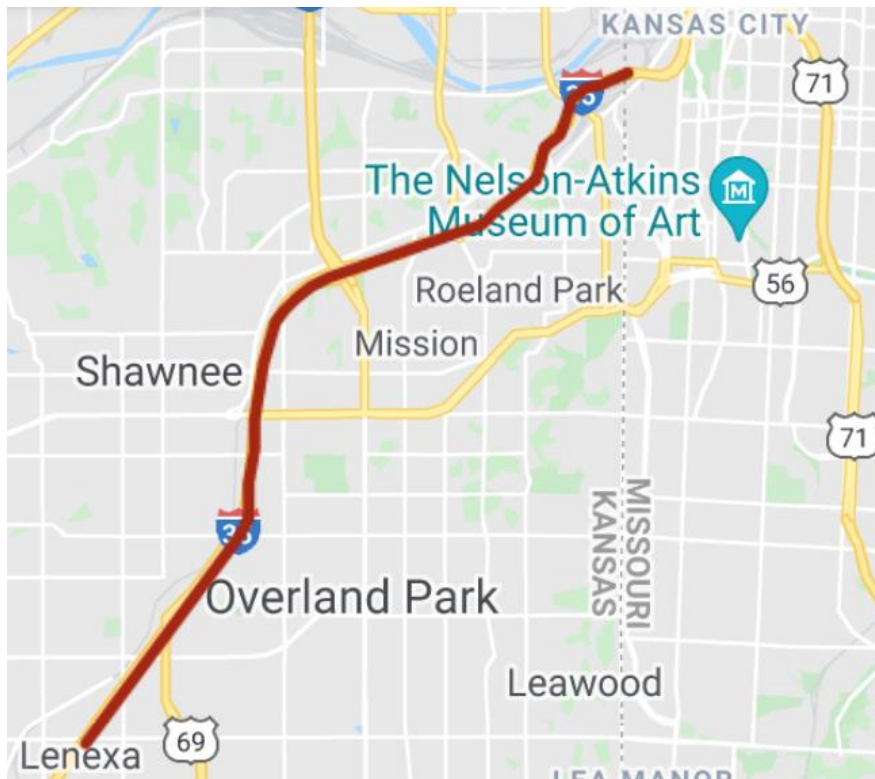 KANSAS CITY
71
The Nelson-Atkins
Museum of Art
56
Roeland Park
Mission
Shawnee
71
KANSAS
MISSOURI
Overland Park
Leawood
69
Lenexa